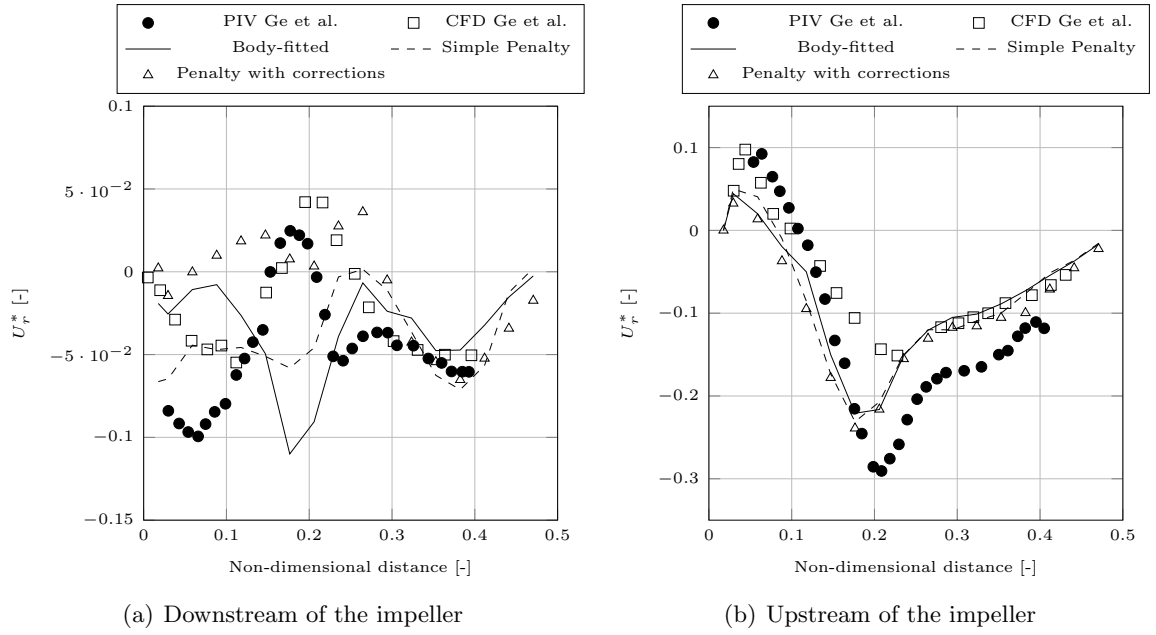 PIV Ge et al. CFD Ge et al.
Body-fitted Simple Penalty
Penalty with corrections
0.1
5 · 10⁻²
0
−5 · 10⁻²
−0.1
−0.15
0 0.1 0.2 0.3 0.4 0.5
U_r^* [-]
Non-dimensional distance [-]
(a) Downstream of the impeller
PIV Ge et al. CFD Ge et al.
Body-fitted Simple Penalty
Penalty with corrections
0.1
0
−0.1
−0.2
−0.3
0 0.1 0.2 0.3 0.4 0.5
U_r^* [-]
Non-dimensional distance [-]
(b) Upstream of the impeller